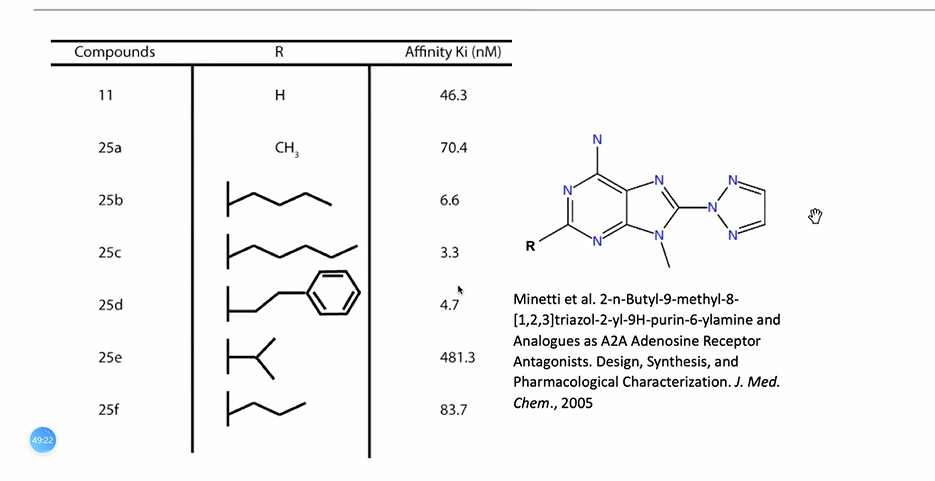 Compounds R Affinity Ki (nM)
11 H 46.3
25a CH₃ 70.4
25b 6.6
25c 3.3
25d 4.7
25e 481.3
25f 83.7
N
N
N
N
N
N
N
N
R
Minetti et al. 2-n-Butyl-9-methyl-8-
[1,2,3]triazol-2-yl-9H-purin-6-ylamine and
Analogues as A2A Adenosine Receptor
Antagonists. Design, Synthesis, and
Pharmacological Characterization. J. Med.
Chem., 2005
49:22